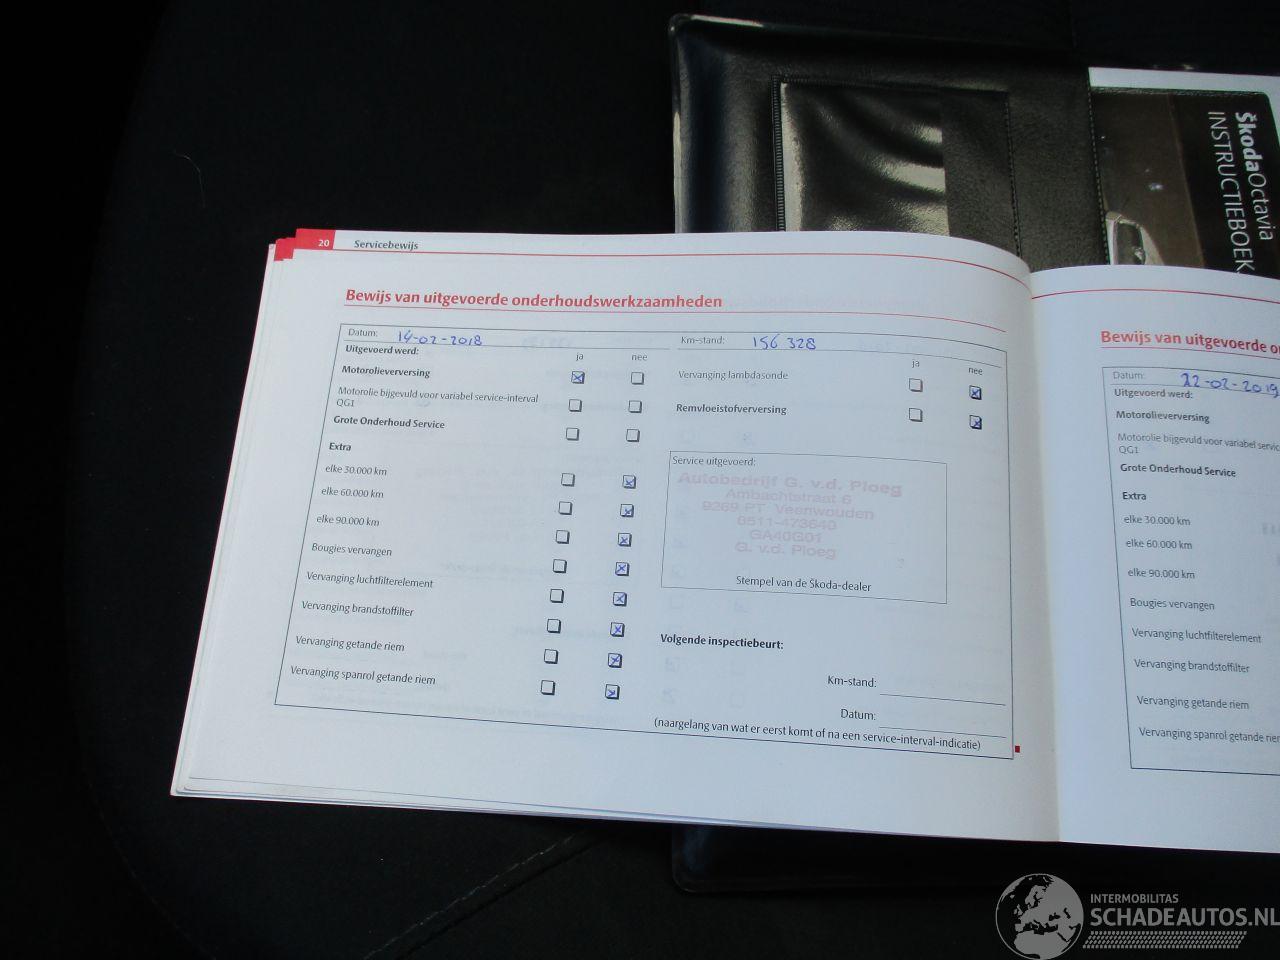 ŠkodaOctavia
INSTRUCTIEBOEK
20 Servicebewijs
Bewijs van uitgevoerde onderhoudswerkzaamheden
Datum: 14-02-2018 Km-stand: 156 328
Uitgevoerd werd:
ja nee
Motorolieverversing
Motorolie bijgevuld voor variabel service-interval
QG1
Grote Onderhoud Service
Extra
elke 30.000 km
elke 60.000 km
elke 90.000 km
Bougies vervangen
Vervanging luchtfilterelement
Vervanging brandstoffilter
Vervanging getande riem
Vervanging spanrol getande riem
ja nee
Vervanging lambdasonde
Remvloeistofverversing
Service uitgevoerd:
Autobedrijf G. v.d. Ploeg
Ambachtstraat 6
9269 PT Veenwouden
0511-473640
GA40G01
G. v.d. Ploeg
Stempel van de Škoda-dealer
Volgende inspectiebeurt:
Km-stand:
Datum:
(naargelang van wat er eerst komt of na een service-interval-indicatie)
Bewijs van uitgevoerde
Datum: 22-02-2019
Uitgevoerd werd:
Motorolieverversing
Motorolie bijgevuld voor variabel
QG1
Grote Onderhoud Service
Extra
elke 30.000 km
elke 60.000 km
elke 90.000 km
Bougies vervangen
Vervanging luchtfilterelement
Vervanging brandstoffilter
Vervanging getande riem
Vervanging spanrol getande
INTERMOBILITAS
SCHADEAUTOS.NL